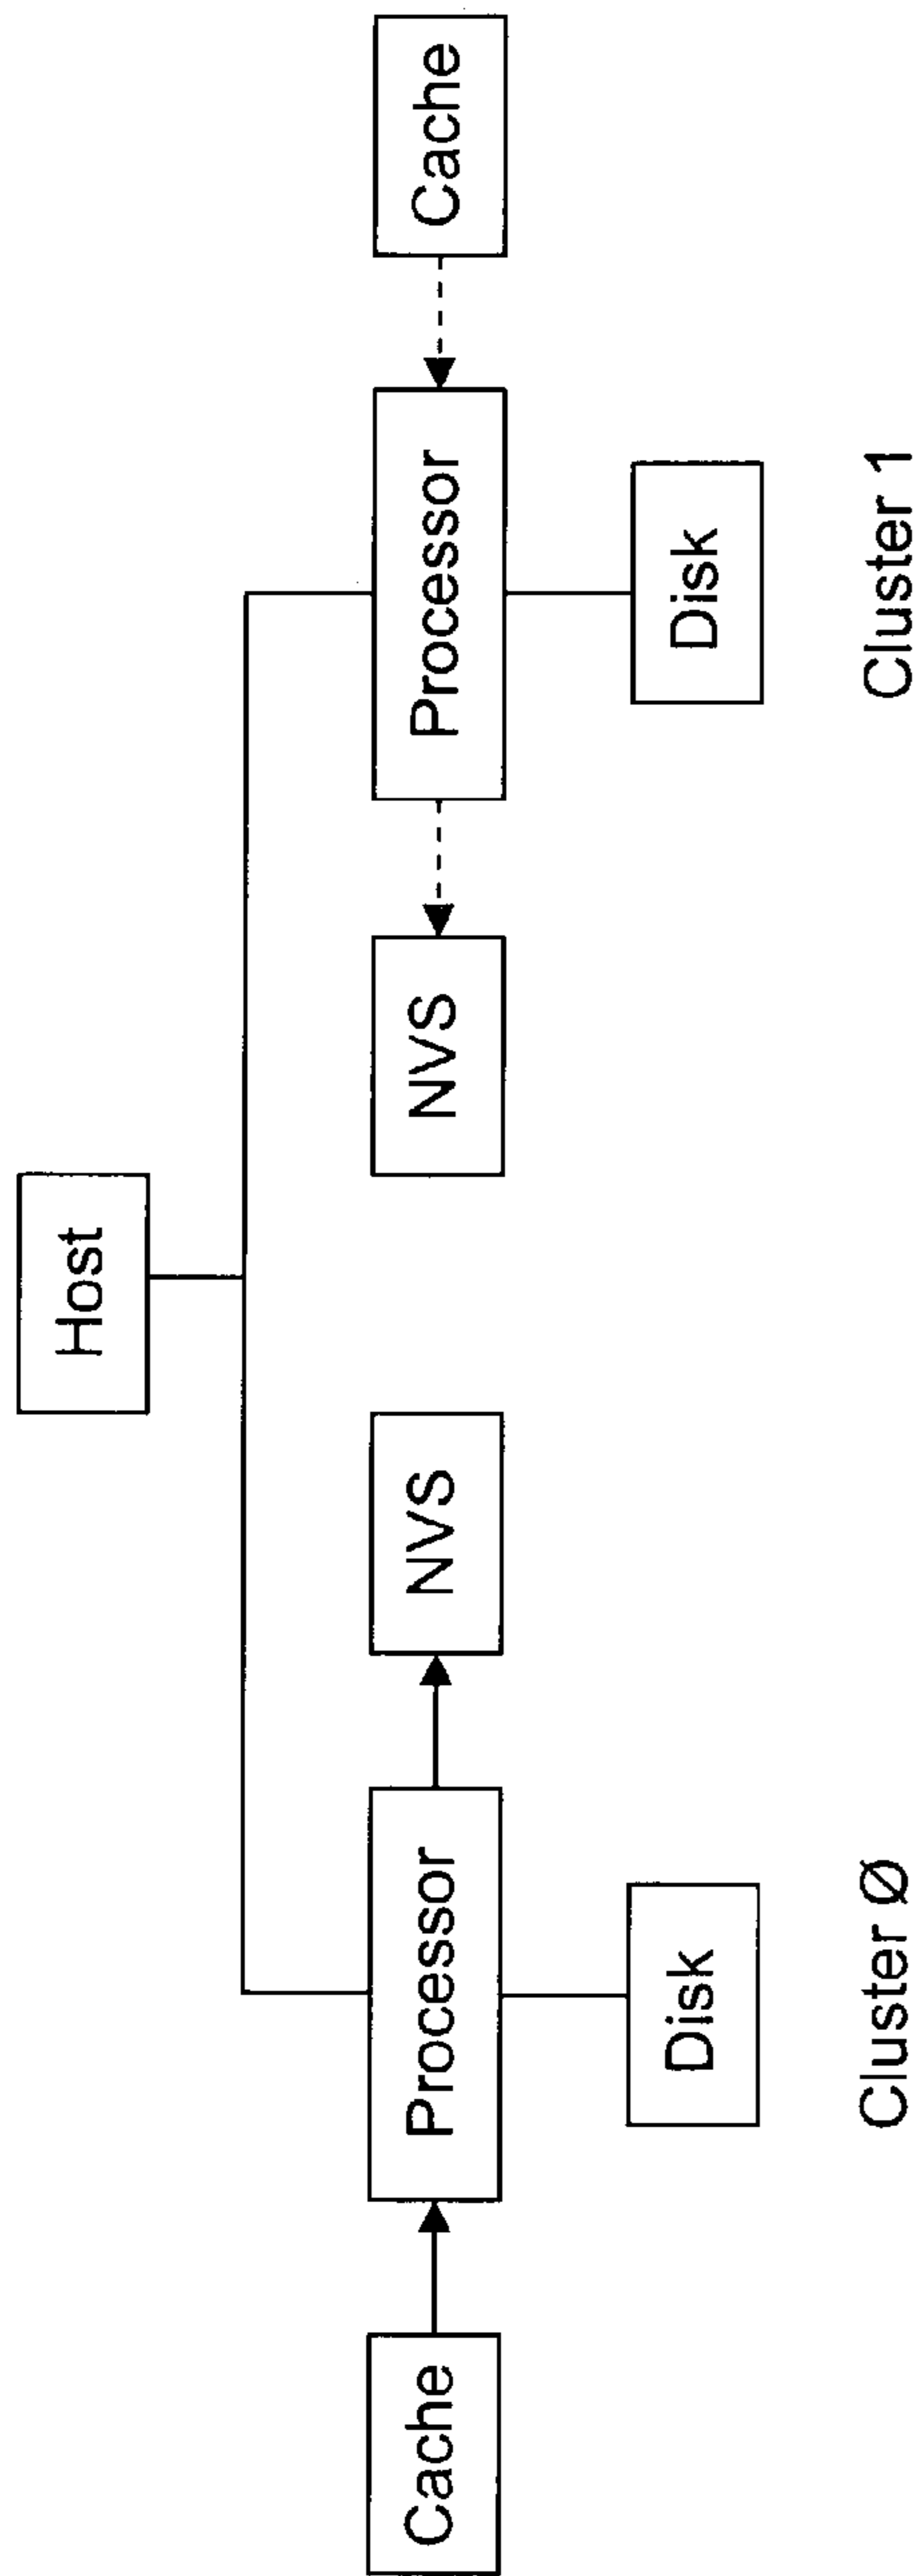 Host
Cache
Processor
NVS
NVS
Processor
Cache
Disk
Disk
Cluster Ø
Cluster 1